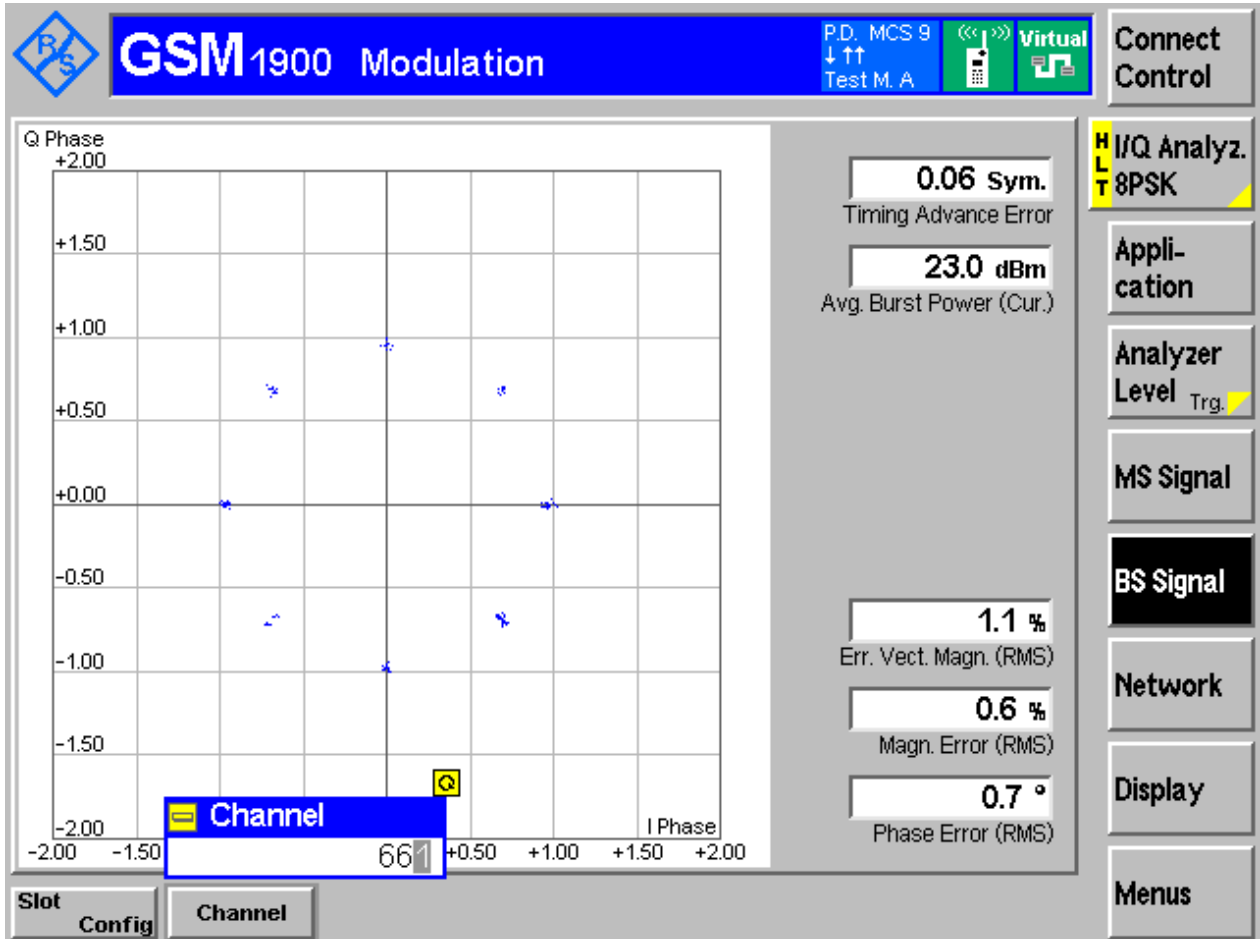 R/S
GSM 1900 Modulation
P.D. MCS 9
↓ ↑↑
Test M. A
Virtual
Connect
Control
Q Phase
+2.00
+1.50
+1.00
+0.50
+0.00
-0.50
-1.00
-1.50
-2.00
-2.00 -1.50 +0.50 +1.00 +1.50 +2.00
I Phase
Q
Channel
661
0.06 Sym.
Timing Advance Error
23.0 dBm
Avg. Burst Power (Cur.)
1.1 %
Err. Vect. Magn. (RMS)
0.6 %
Magn. Error (RMS)
0.7 °
Phase Error (RMS)
HLT
I/Q Analyz.
8PSK
Appli-
cation
Analyzer
Level Trg.
MS Signal
BS Signal
Network
Display
Menus
Slot
Config
Channel